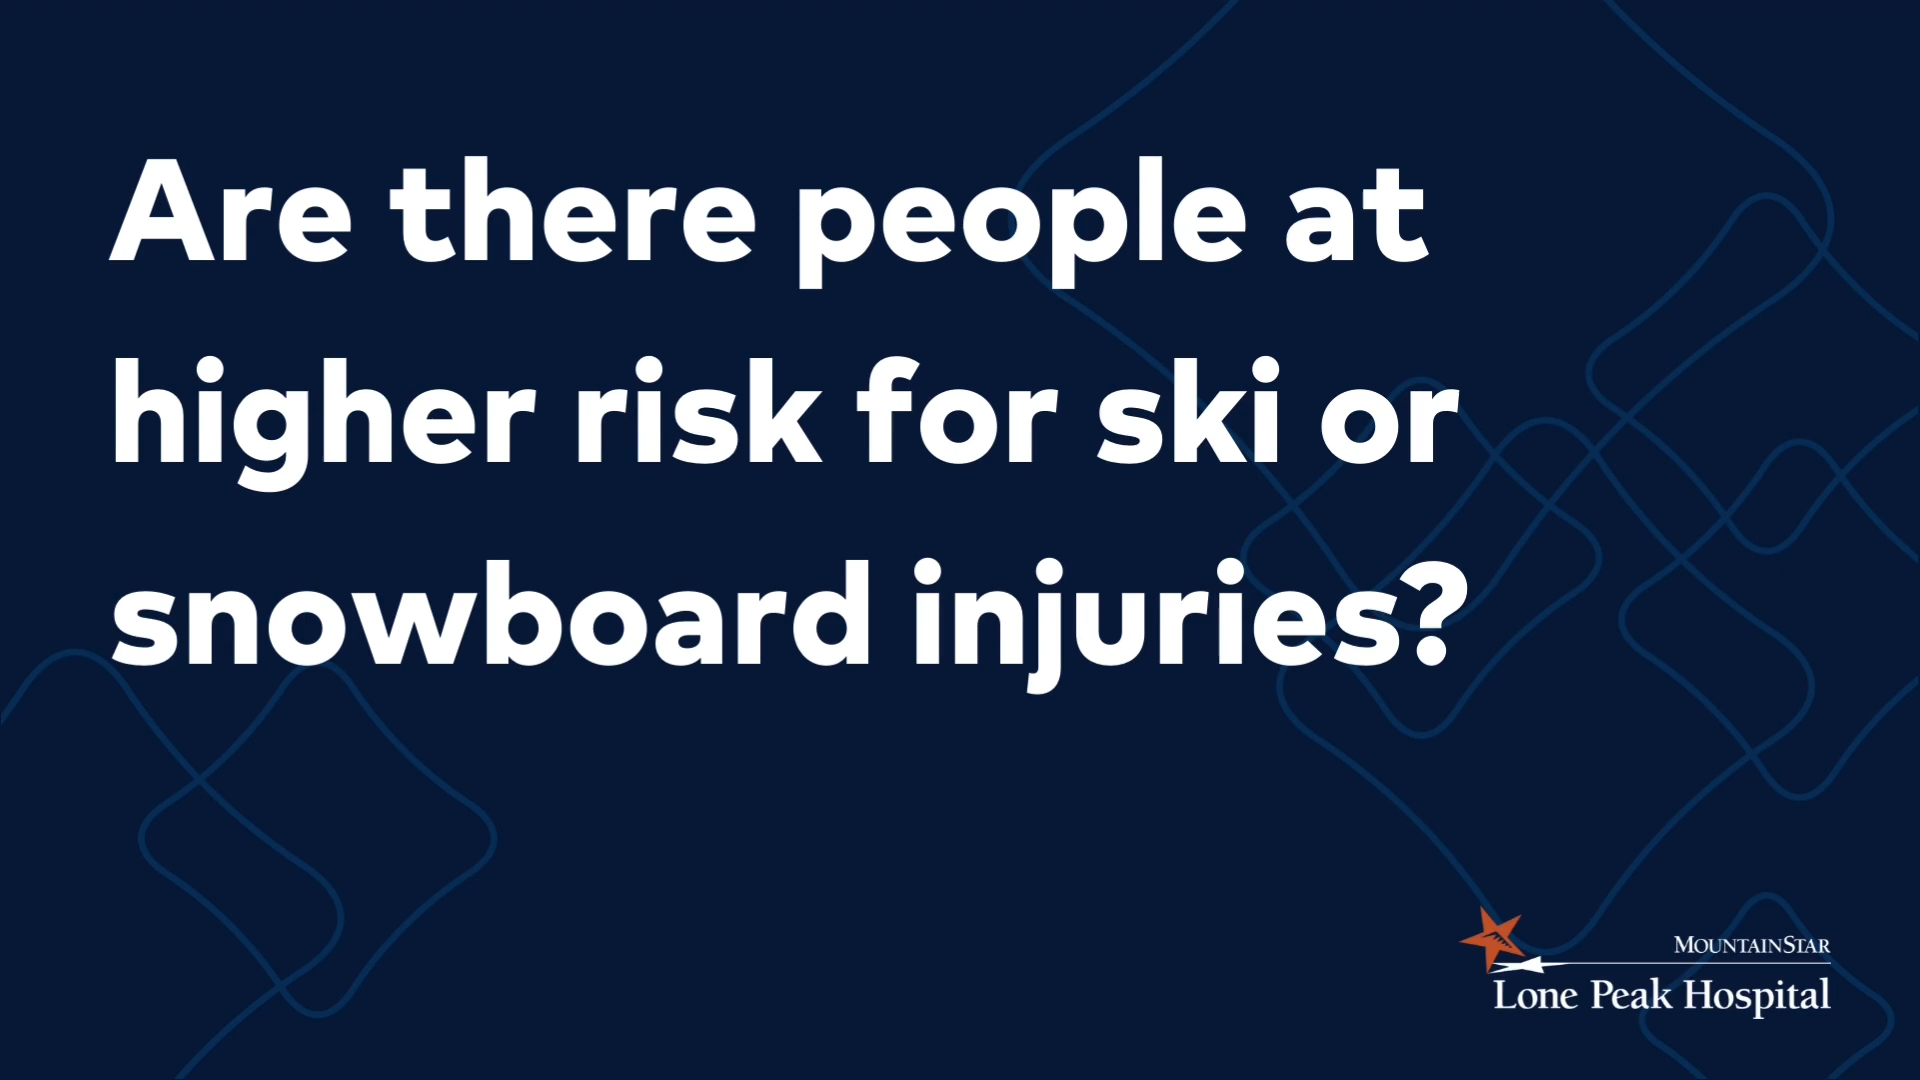 Are there people at
higher risk for ski or
snowboard injuries?
MOUNTAINSTAR
Lone Peak Hospital